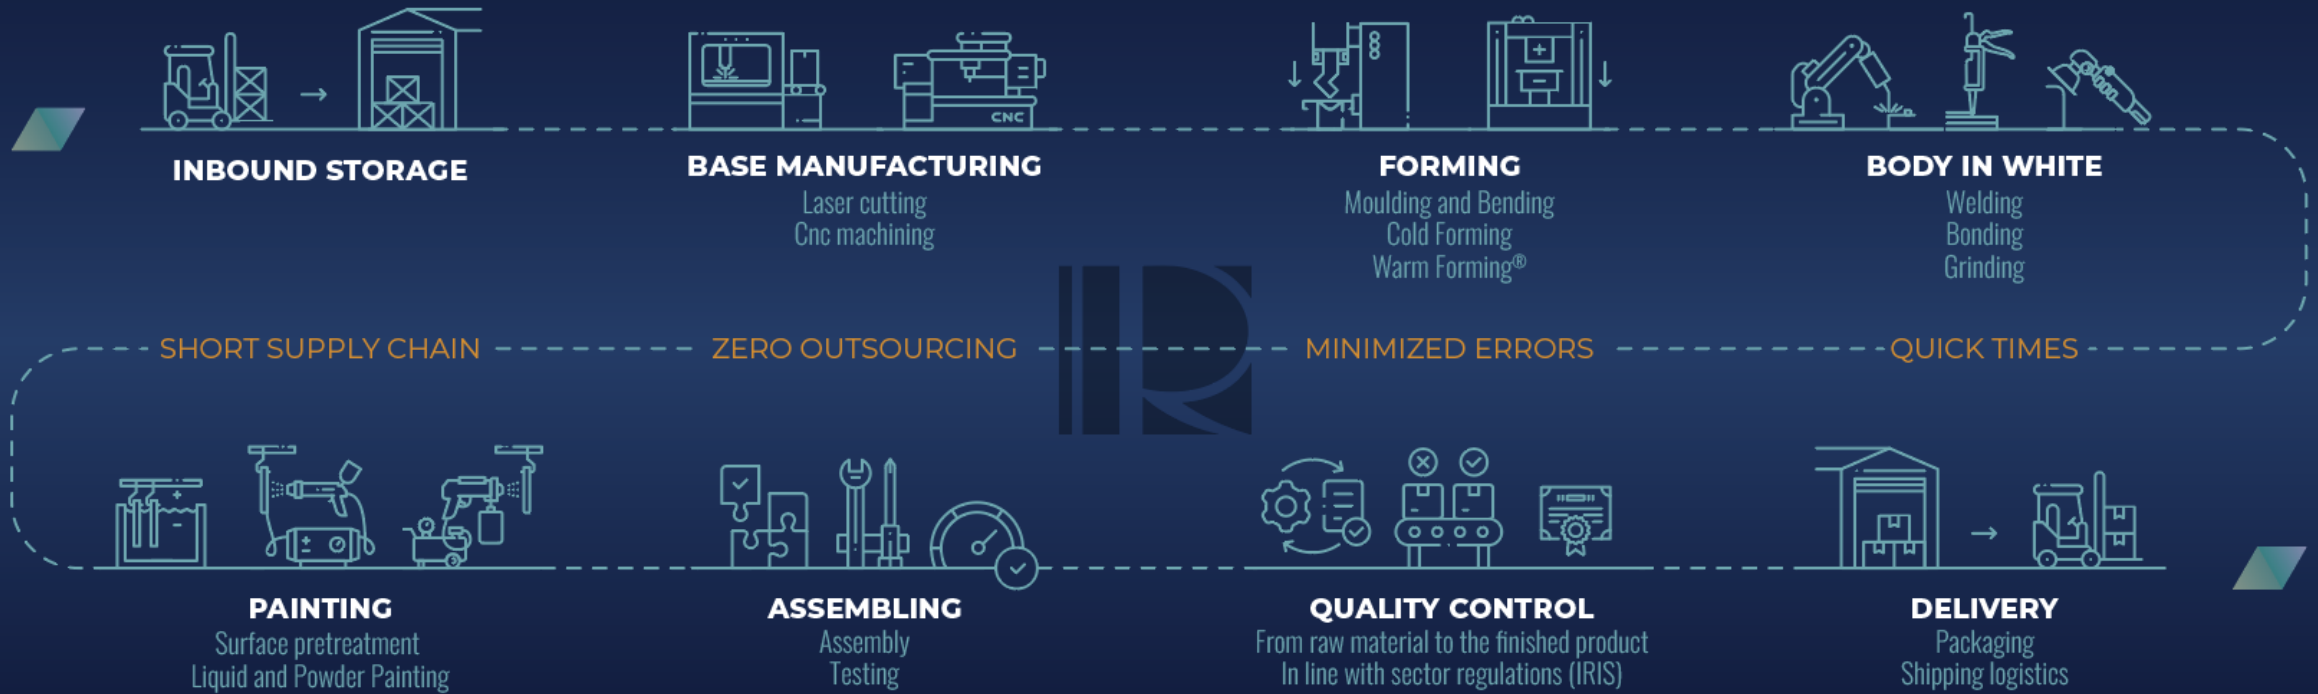 CNC
INBOUND STORAGE
BASE MANUFACTURING
Laser cutting
Cnc machining
FORMING
Moulding and Bending
Cold Forming
Warm Forming®
BODY IN WHITE
Welding
Bonding
Grinding
SHORT SUPPLY CHAIN
ZERO OUTSOURCING
MINIMIZED ERRORS
QUICK TIMES
PAINTING
Surface pretreatment
Liquid and Powder Painting
ASSEMBLING
Assembly
Testing
QUALITY CONTROL
From raw material to the finished product
In line with sector regulations (IRIS)
DELIVERY
Packaging
Shipping logistics